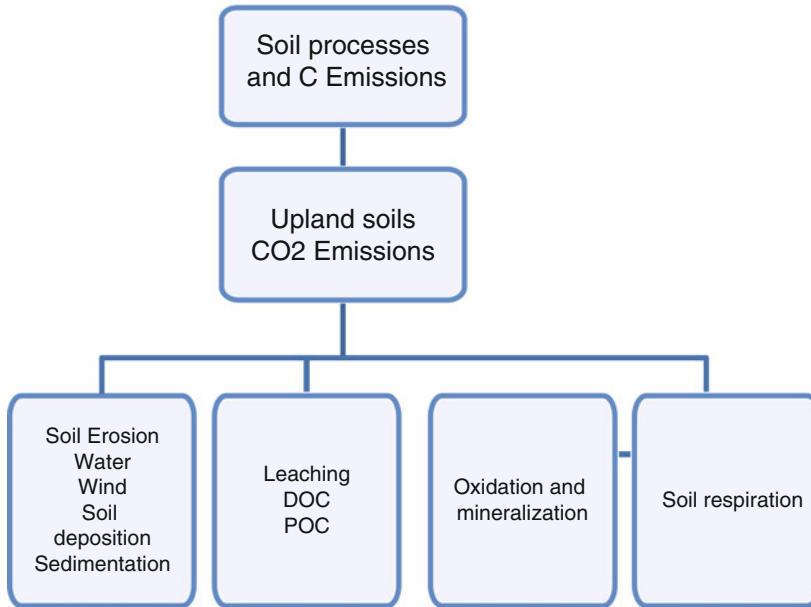 Soil processes
and C Emissions
Upland soils
CO2 Emissions
Soil Erosion
Water
Wind
Soil
deposition
Sedimentation
Leaching
DOC
POC
Oxidation and
mineralization
Soil respiration